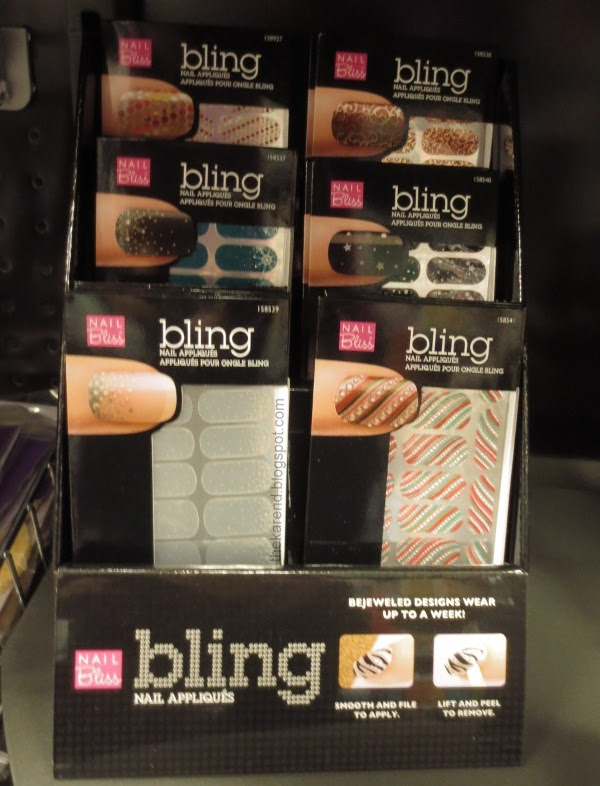 158927
NAIL
Bliss
bling
NAIL APPLIQUÉS
APPLIQUÉS POUR ONGLE BLING
158538
NAIL
Bliss
bling
NAIL APPLIQUÉS
APPLIQUÉS POUR ONGLE BLING
158537
NAIL
Bliss
bling
NAIL APPLIQUÉS
APPLIQUÉS POUR ONGLE BLING
158540
NAIL
Bliss
bling
NAIL APPLIQUÉS
APPLIQUÉS POUR ONGLE BLING
158539
NAIL
Bliss
bling
NAIL APPLIQUÉS
APPLIQUÉS POUR ONGLE BLING
158541
NAIL
Bliss
bling
NAIL APPLIQUÉS
APPLIQUÉS POUR ONGLE BLING
thekarend.blogspot.com
BEJEWELED DESIGNS WEAR
UP TO A WEEK!
NAIL
Bliss
bling
NAIL APPLIQUÉS
SMOOTH AND FILE
TO APPLY.
LIFT AND PEEL
TO REMOVE.